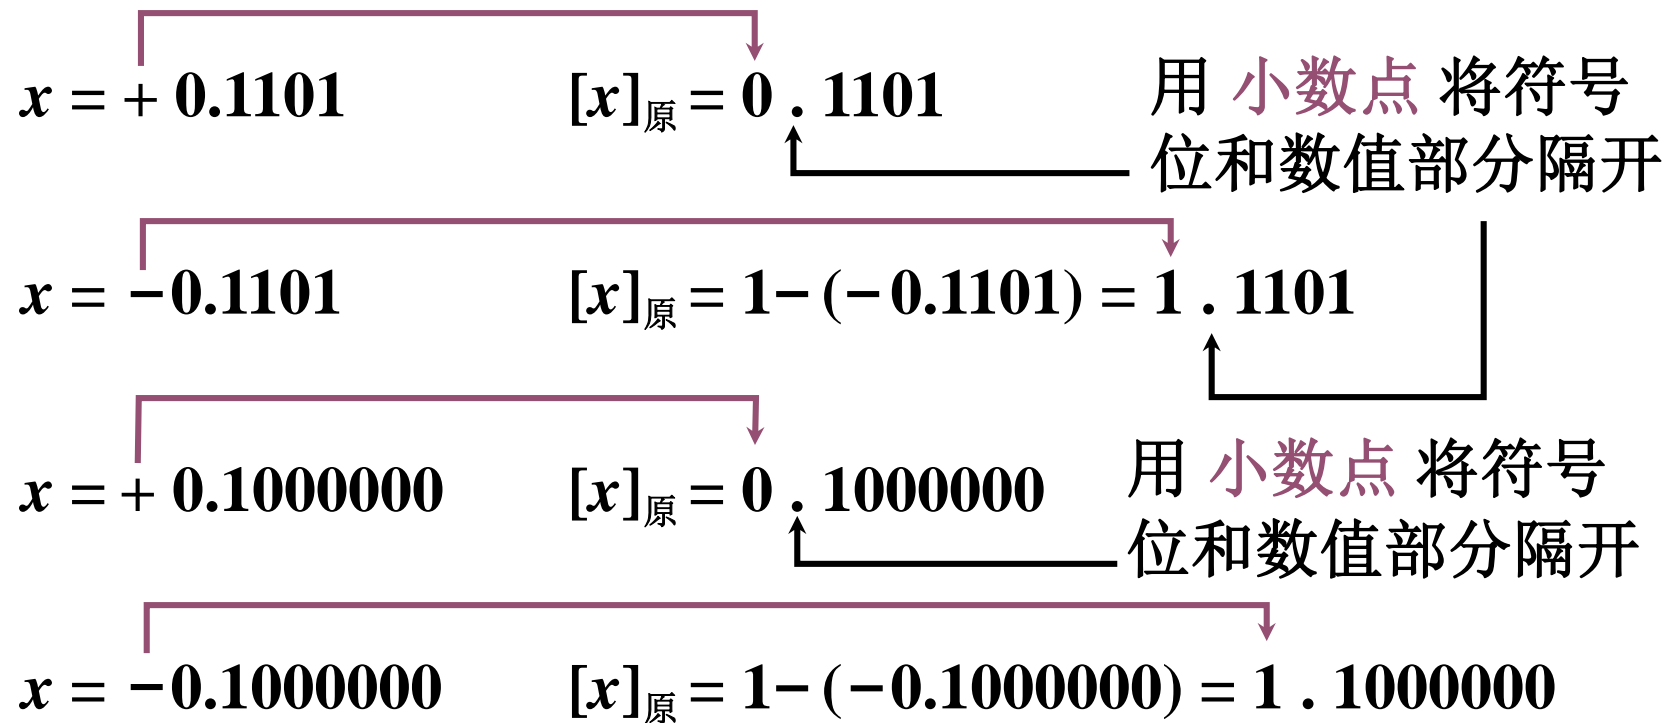 x = + 0.1101 [x]原 = 0 . 1101 用 小数点 将符号
位和数值部分隔开
x = −0.1101 [x]原 = 1−(−0.1101) = 1 . 1101
x = + 0.1000000 [x]原 = 0 . 1000000 用 小数点 将符号
位和数值部分隔开
x = −0.1000000 [x]原 = 1−(−0.1000000) = 1 . 1000000